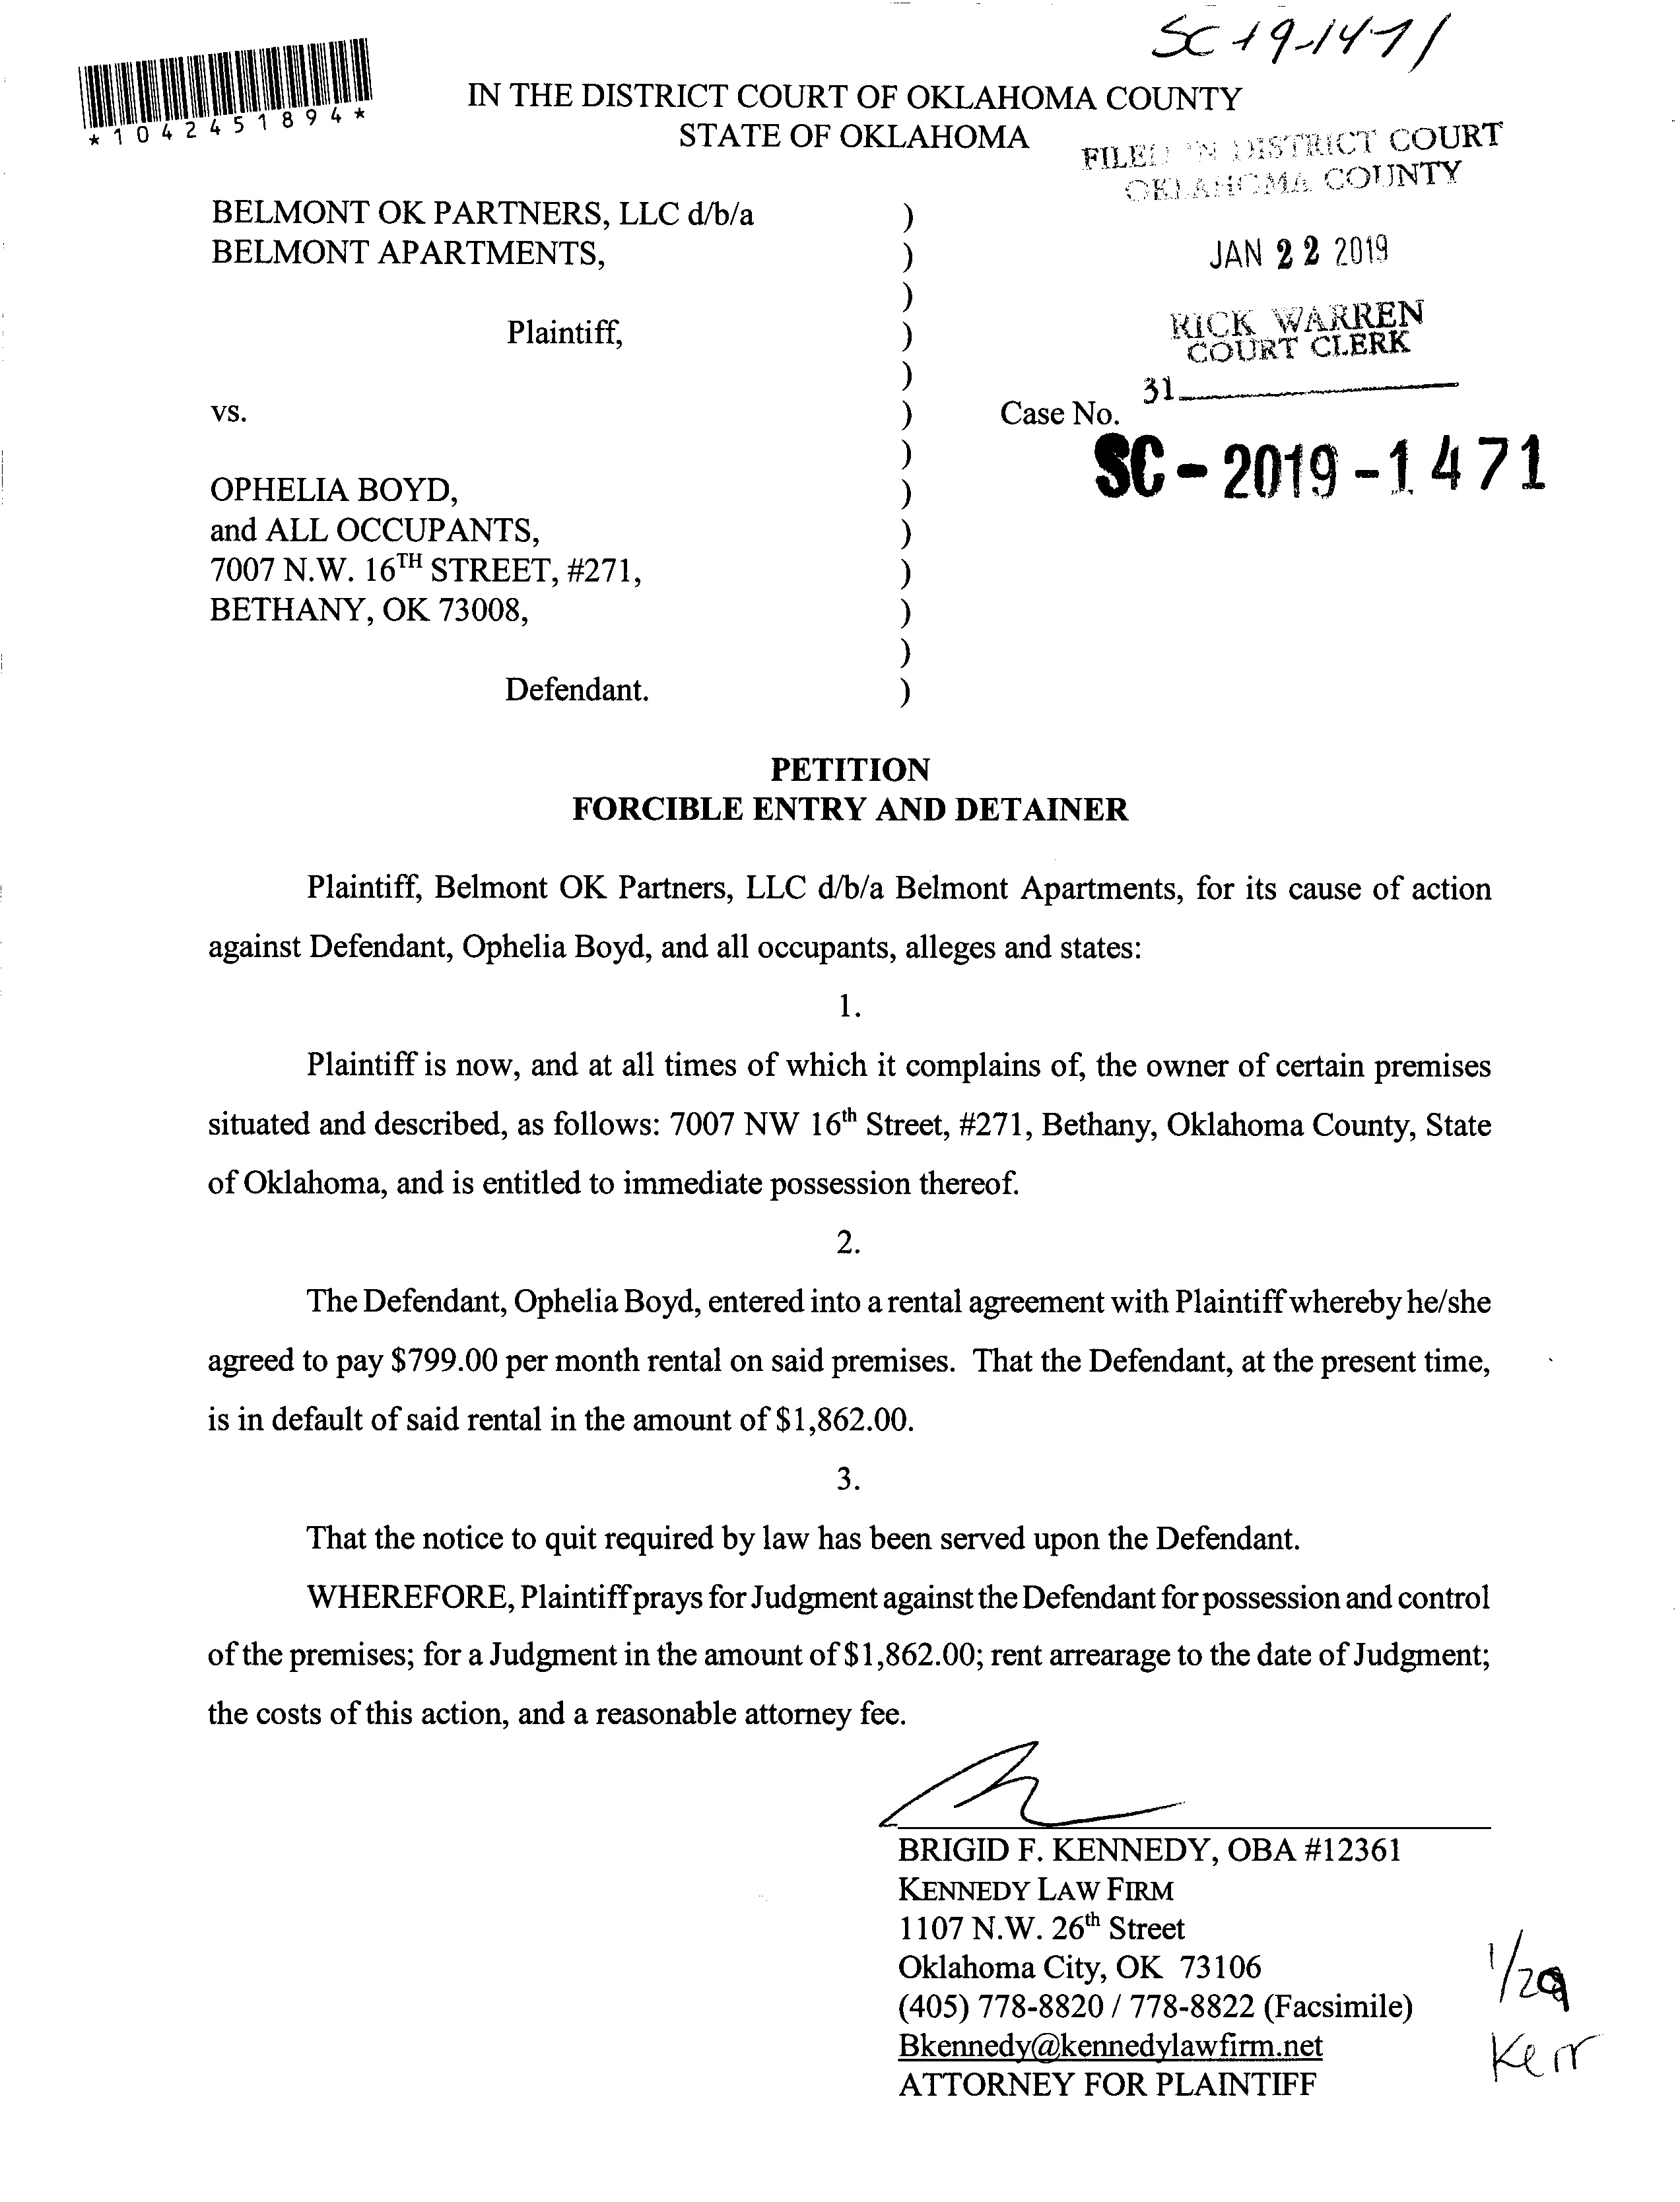 SC-19-1471
*1042451894*
IN THE DISTRICT COURT OF OKLAHOMA COUNTY
STATE OF OKLAHOMA
FILED IN DISTRICT COURT
OKLAHOMA COUNTY
JAN 22 2019
RICK WARREN
COURT CLERK
31
BELMONT OK PARTNERS, LLC d/b/a )
BELMONT APARTMENTS, )
)
Plaintiff, )
)
vs. ) Case No.
SC-2019-1471
)
OPHELIA BOYD, )
and ALL OCCUPANTS, )
7007 N.W. 16TH STREET, #271, )
BETHANY, OK 73008, )
)
Defendant. )
PETITION
FORCIBLE ENTRY AND DETAINER
Plaintiff, Belmont OK Partners, LLC d/b/a Belmont Apartments, for its cause of action
against Defendant, Ophelia Boyd, and all occupants, alleges and states:
1.
Plaintiff is now, and at all times of which it complains of, the owner of certain premises
situated and described, as follows: 7007 NW 16th Street, #271, Bethany, Oklahoma County, State
of Oklahoma, and is entitled to immediate possession thereof.
2.
The Defendant, Ophelia Boyd, entered into a rental agreement with Plaintiff whereby he/she
agreed to pay $799.00 per month rental on said premises. That the Defendant, at the present time,
is in default of said rental in the amount of $1,862.00.
3.
That the notice to quit required by law has been served upon the Defendant.
WHEREFORE, Plaintiff prays for Judgment against the Defendant for possession and control
of the premises; for a Judgment in the amount of $1,862.00; rent arrearage to the date of Judgment;
the costs of this action, and a reasonable attorney fee.
BRIGID F. KENNEDY, OBA #12361
KENNEDY LAW FIRM
1107 N.W. 26th Street
Oklahoma City, OK 73106
(405) 778-8820 / 778-8822 (Facsimile)
Bkennedy@kennedylawfirm.net
ATTORNEY FOR PLAINTIFF
1/29
Kerr